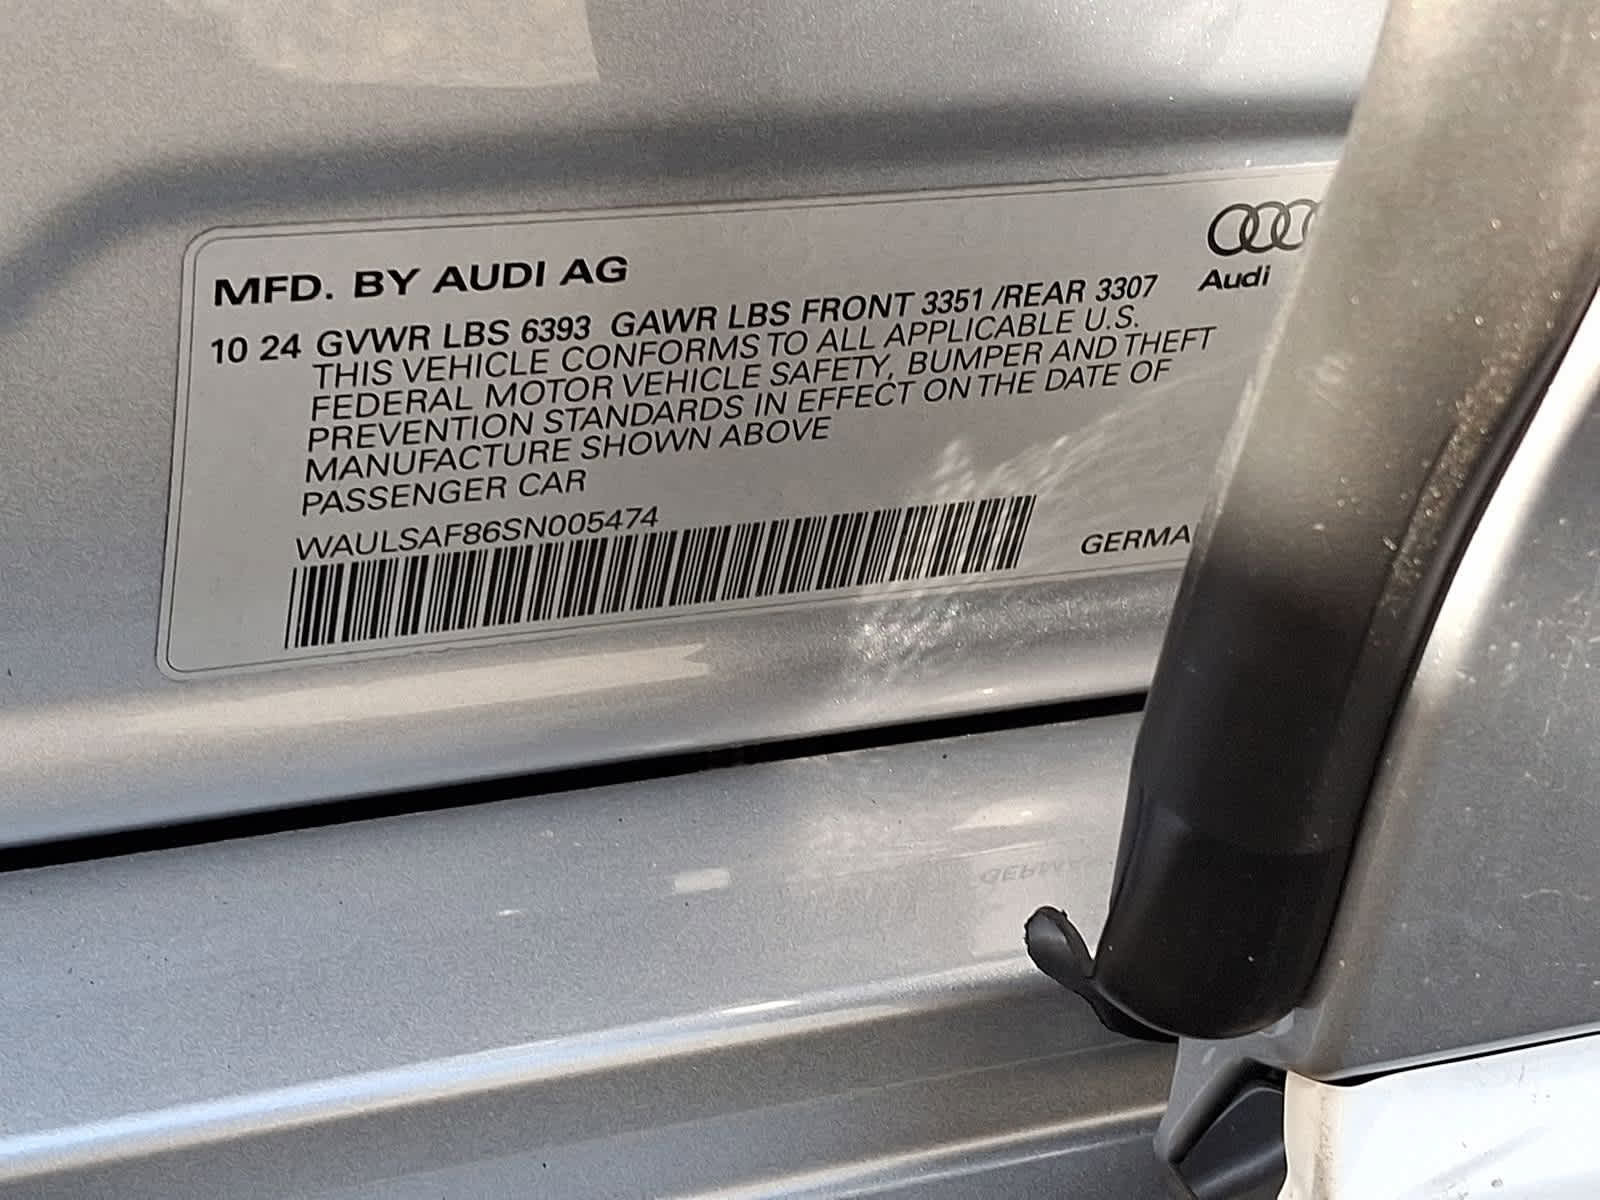 MFD. BY AUDI AG
Audi
10 24 GVWR LBS 6393 GAWR LBS FRONT 3351 /REAR 3307
THIS VEHICLE CONFORMS TO ALL APPLICABLE U.S.
FEDERAL MOTOR VEHICLE SAFETY, BUMPER AND THEFT
PREVENTION STANDARDS IN EFFECT ON THE DATE OF
MANUFACTURE SHOWN ABOVE
PASSENGER CAR
WAULSAF86SN005474
GERMA